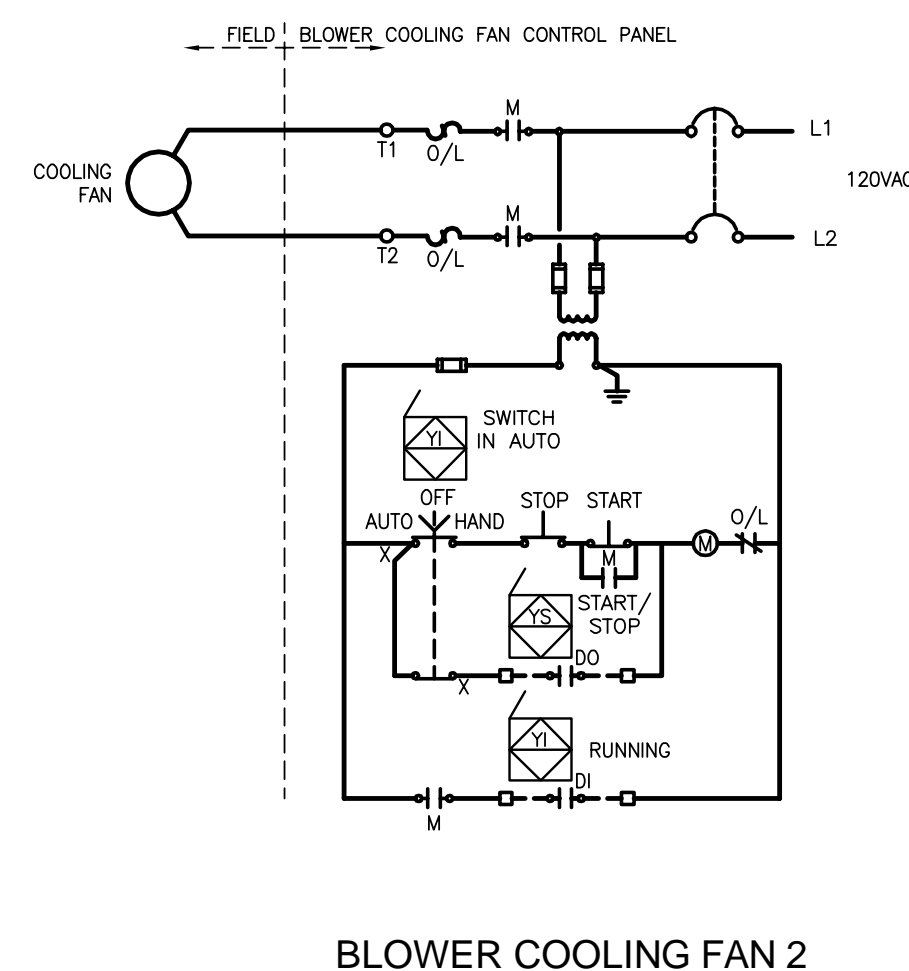 FIELD BLOWER COOLING FAN CONTROL PANEL
M
L1
T1 O/L
COOLING
FAN
120VAC
M
L2
T2 O/L
SWITCH
IN AUTO
YI
OFF
AUTO HAND
STOP START
O/L
X
M
M
START/
STOP
YS
DO
X
YI
RUNNING
DI
M
BLOWER COOLING FAN 2